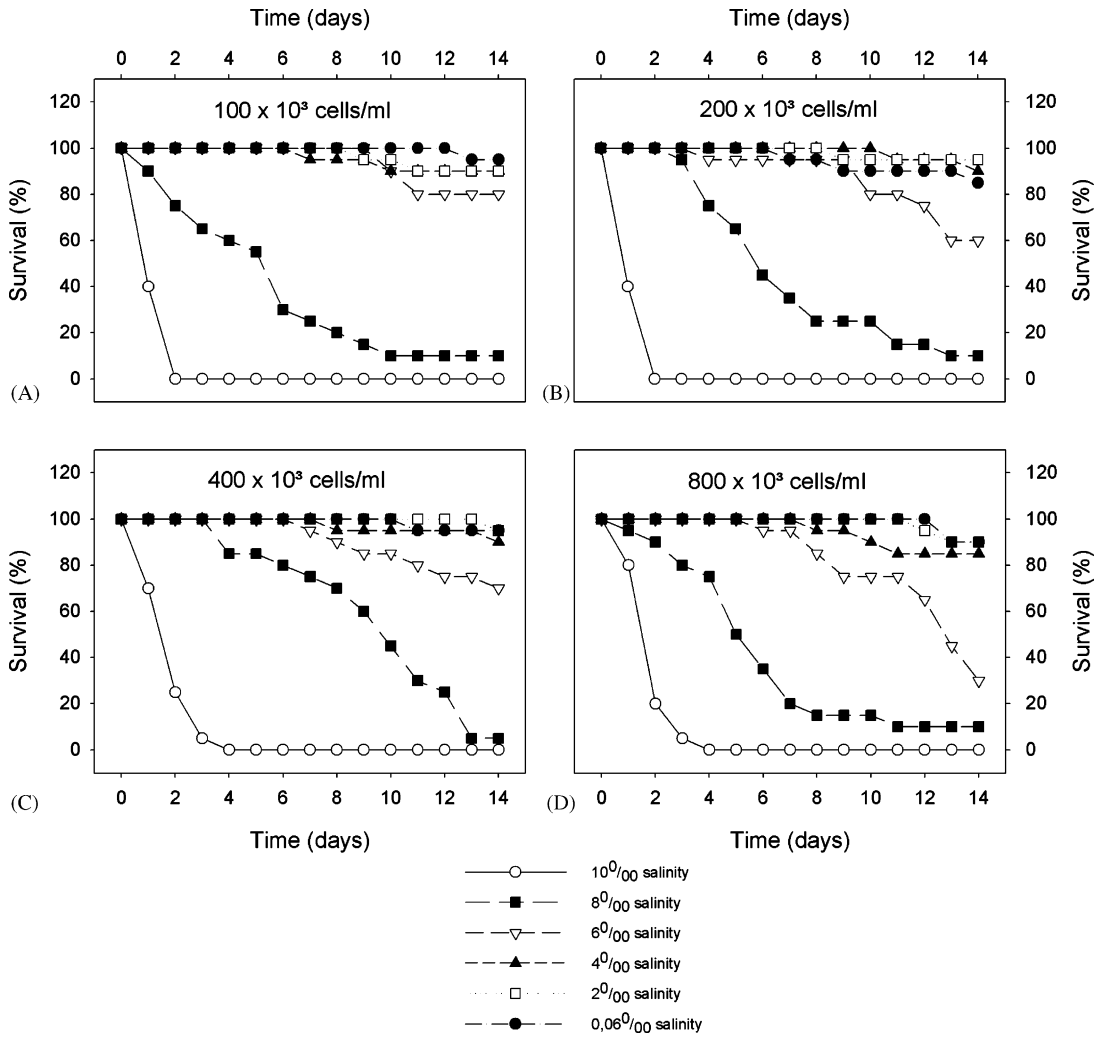 Time (days)
Time (days)
0 2 4 6 8 10 12 14
0 2 4 6 8 10 12 14
100 x 10³ cells/ml
200 x 10³ cells/ml
120
100
80
60
40
20
0
Survival (%)
120
100
80
60
40
20
0
Survival (%)
(A)
(B)
400 x 10³ cells/ml
800 x 10³ cells/ml
120
100
80
60
40
20
0
Survival (%)
120
100
80
60
40
20
0
Survival (%)
(C)
(D)
0 2 4 6 8 10 12 14
0 2 4 6 8 10 12 14
Time (days)
Time (days)
10⁰/₀₀ salinity
8⁰/₀₀ salinity
6⁰/₀₀ salinity
4⁰/₀₀ salinity
2⁰/₀₀ salinity
0,06⁰/₀₀ salinity